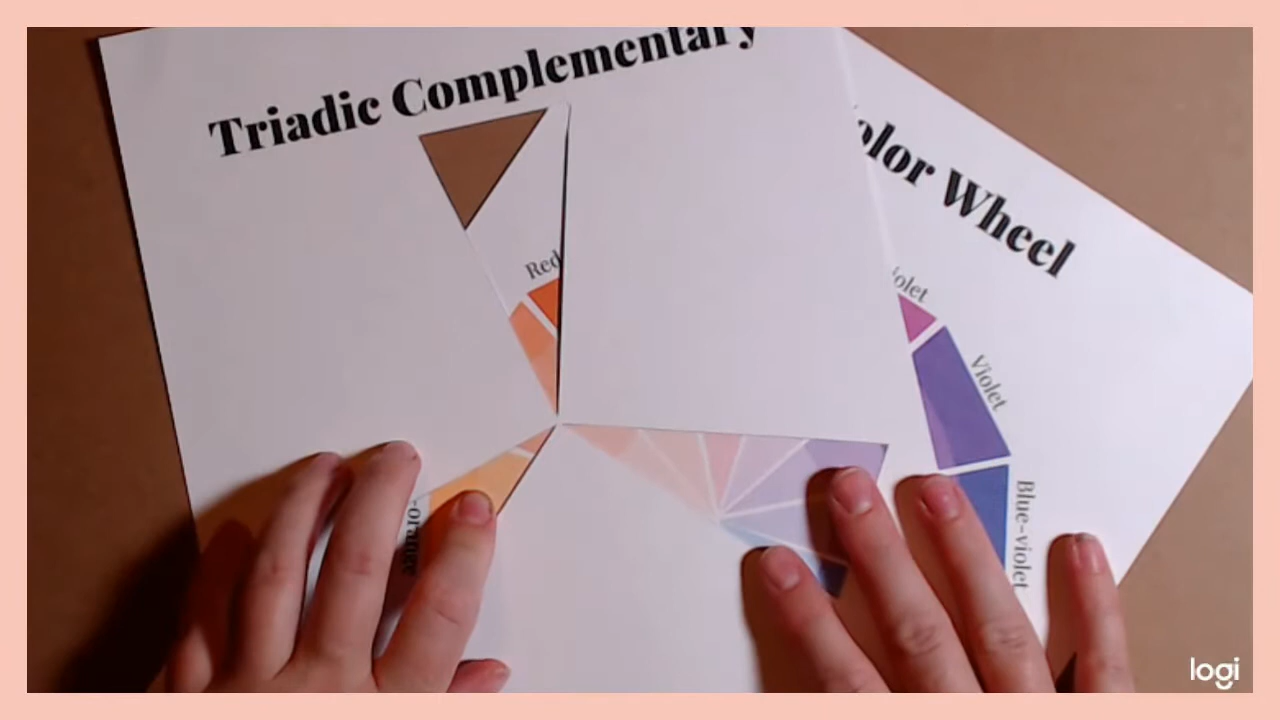 Triadic Complementary
olor Wheel
Red
iolet
Violet
Blue-violet
-orange
logi